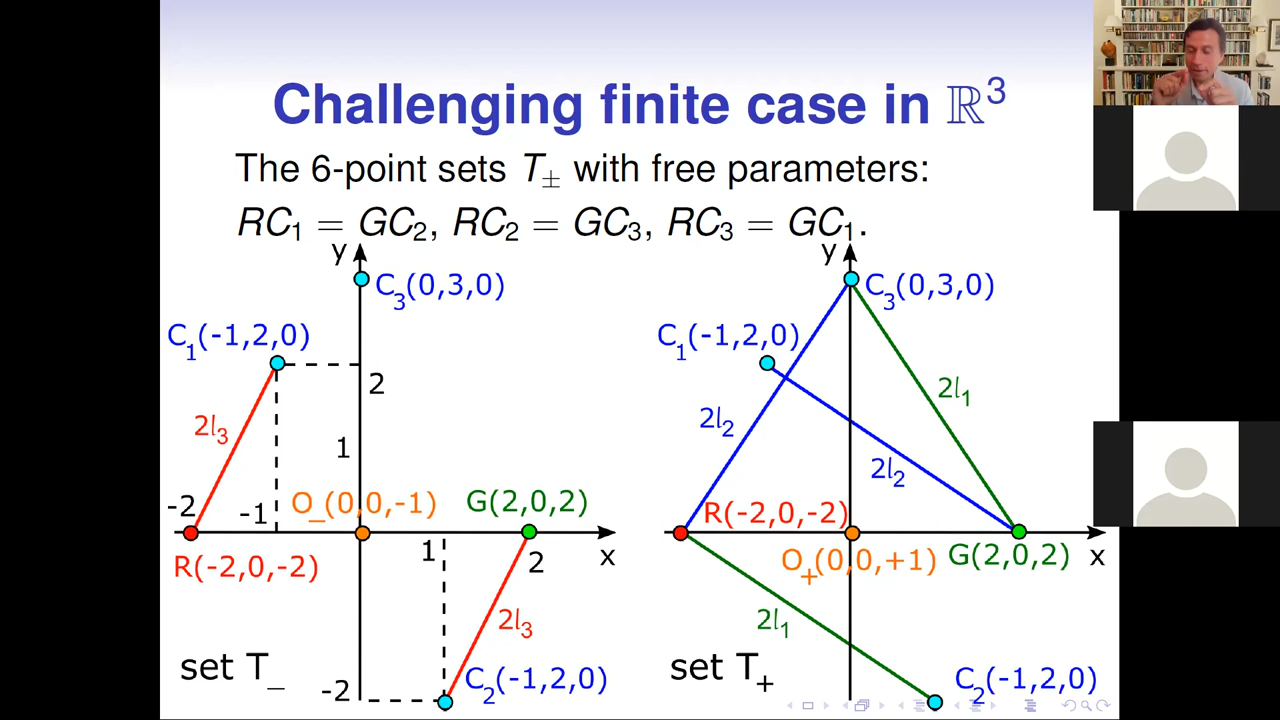 Challenging finite case in ℝ³
The 6-point sets T± with free parameters:
RC₁ = GC₂, RC₂ = GC₃, RC₃ = GC₁.
y
C₃(0,3,0)
C₁(-1,2,0)
2
2l₃
1
-2
-1
O_(0,0,-1)
G(2,0,2)
1
2
x
R(-2,0,-2)
2l₃
set T_
-2
C₂(-1,2,0)
y
C₃(0,3,0)
C₁(-1,2,0)
2l₁
2l₂
2l₂
R(-2,0,-2)
O₊(0,0,+1)
G(2,0,2)
x
2l₁
set T₊
C₂(-1,2,0)